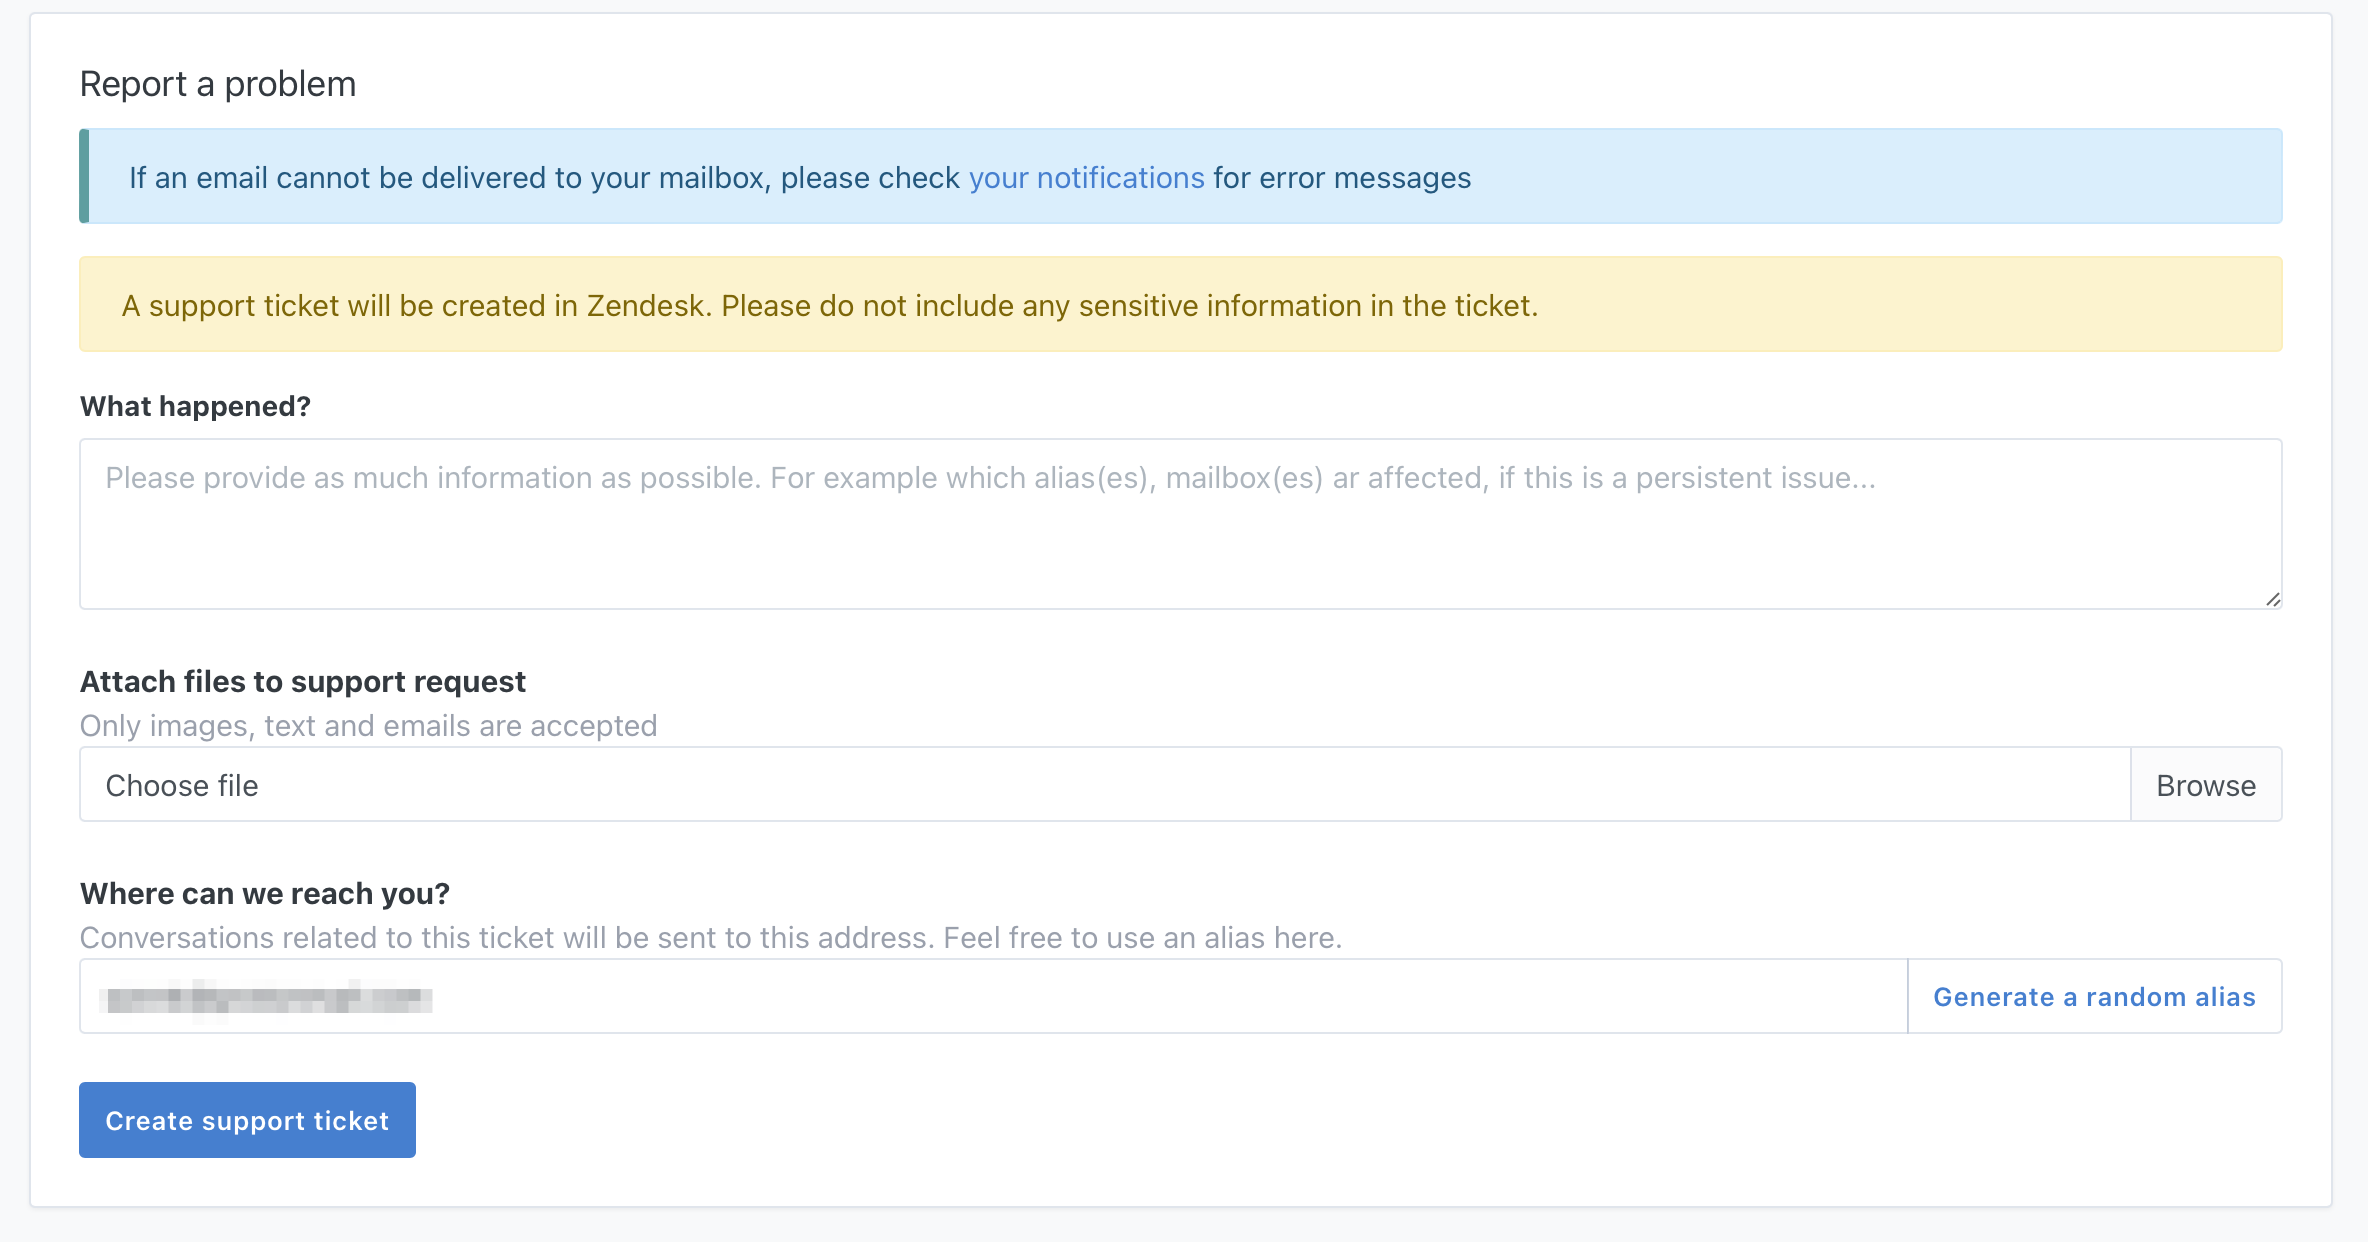 Report a problem
If an email cannot be delivered to your mailbox, please check your notifications for error messages
A support ticket will be created in Zendesk. Please do not include any sensitive information in the ticket.
What happened?
Please provide as much information as possible. For example which alias(es), mailbox(es) ar affected, if this is a persistent issue...
Attach files to support request
Only images, text and emails are accepted
Choose file
Browse
Where can we reach you?
Conversations related to this ticket will be sent to this address. Feel free to use an alias here.
Generate a random alias
Create support ticket